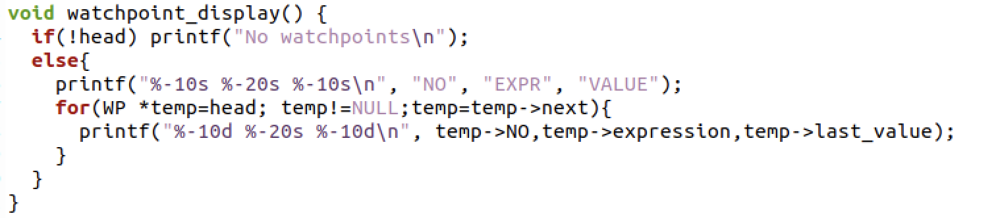 void watchpoint_display() {
  if(!head) printf("No watchpoints\n");
  else{
    printf("%-10s %-20s %-10s\n", "NO", "EXPR", "VALUE");
    for(WP *temp=head; temp!=NULL;temp=temp->next){
      printf("%-10d %-20s %-10d\n", temp->NO,temp->expression,temp->last_value);
    }
  }
}